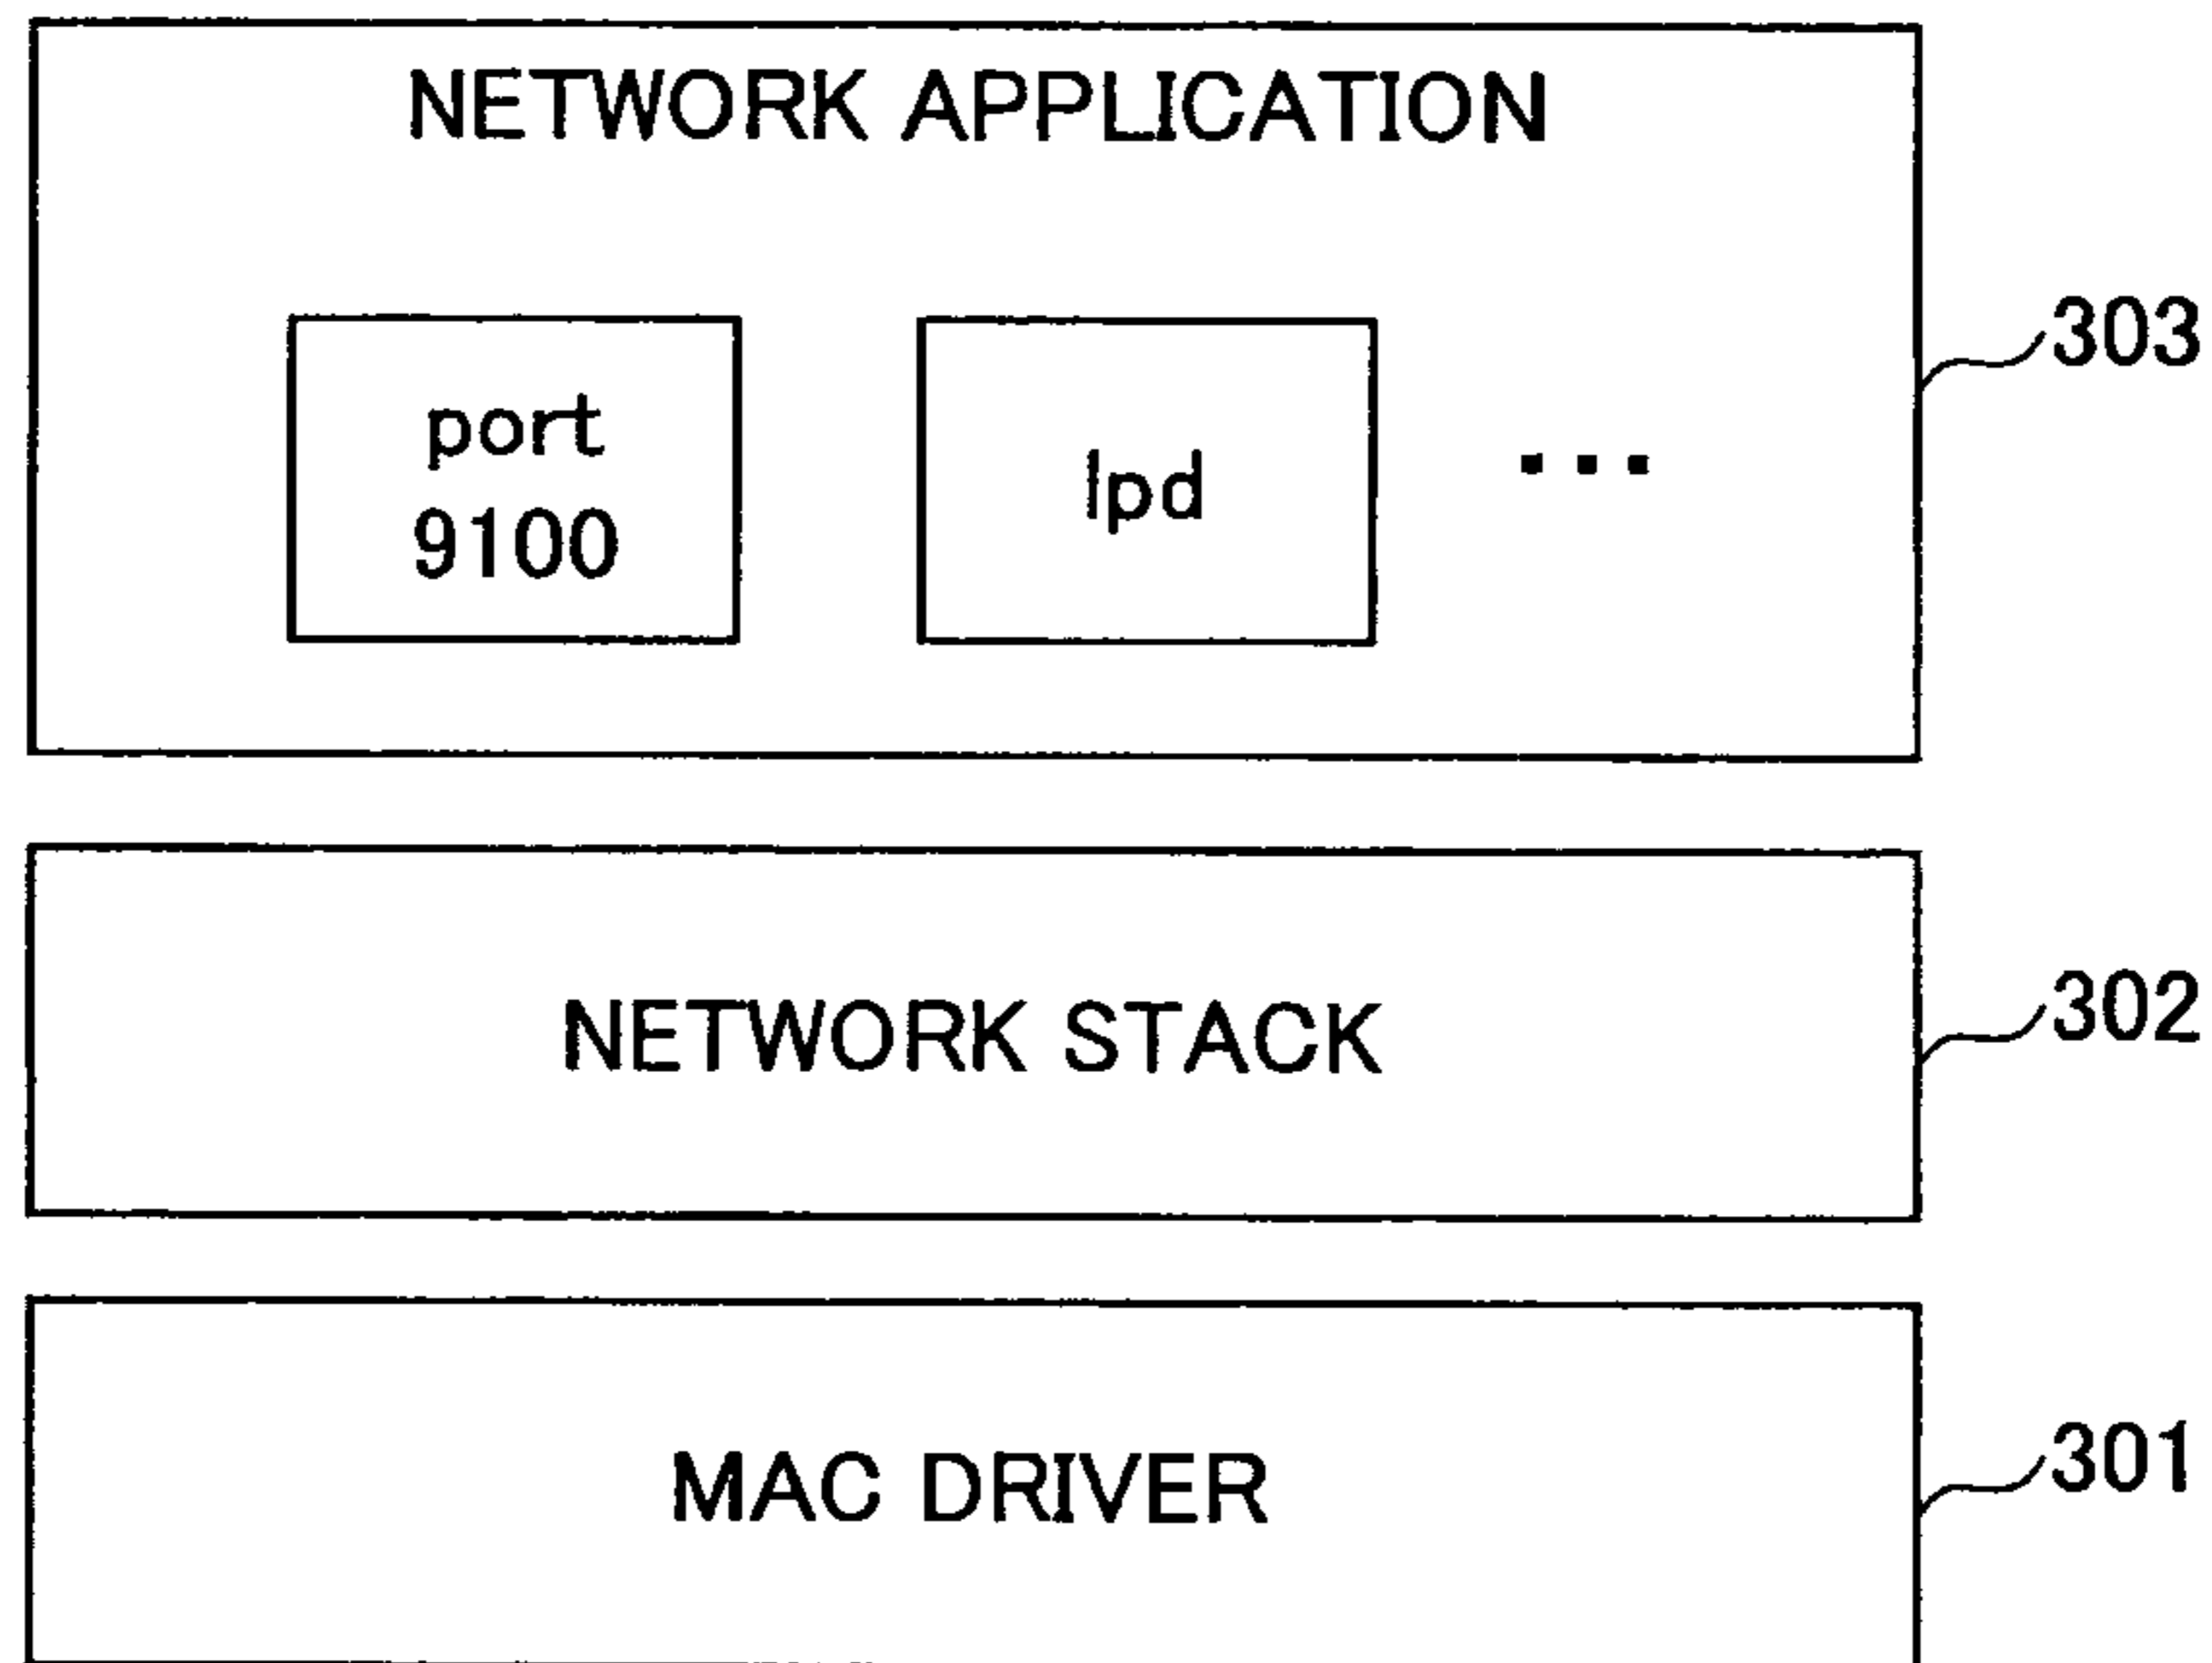 NETWORK APPLICATION
port
9100
lpd
...
303
NETWORK STACK
302
MAC DRIVER
301